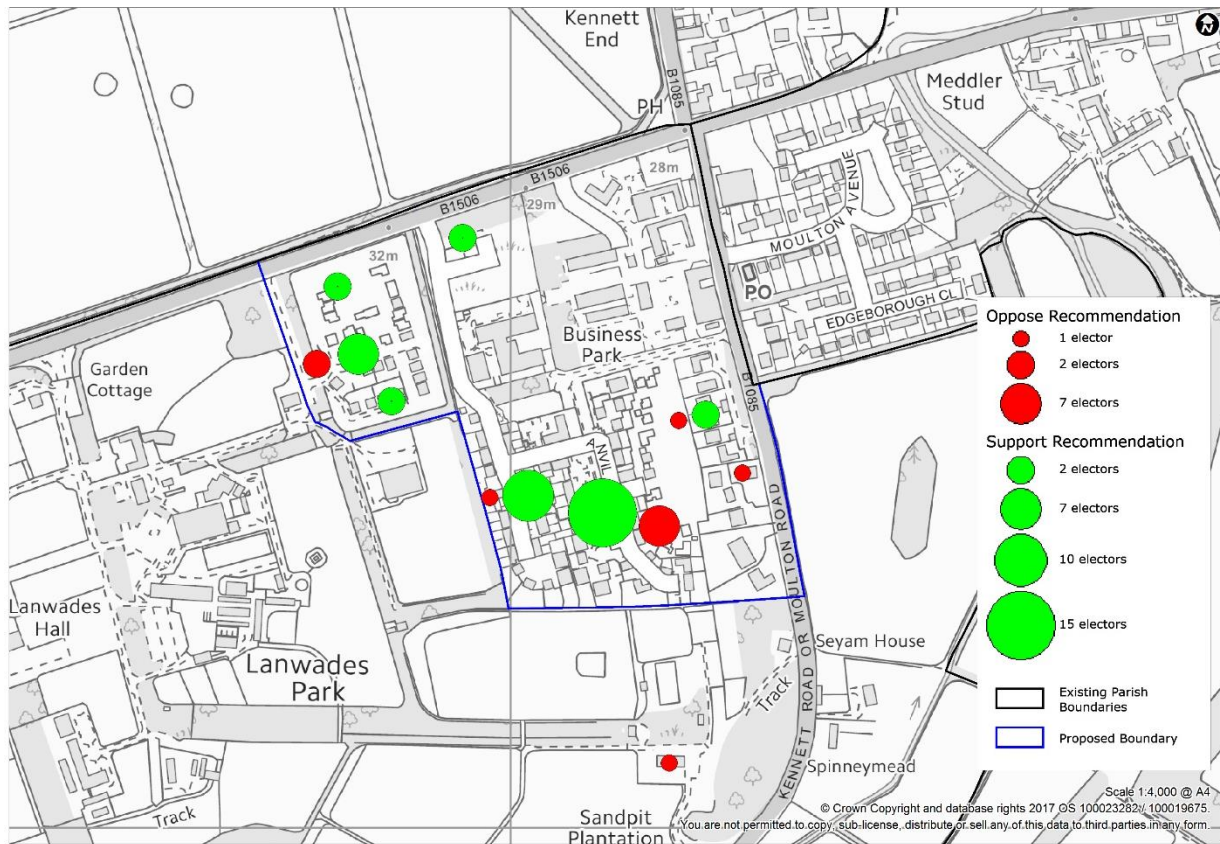 Kennett
End
N
Meddler
Stud
B1085
PH
B1506
28m
MOULTON AVENUE
B1506
29m
MOULTON AVENUE
32m
PO
EDGEBOROUGH CL
Business
Park
Garden
Cottage
B1085
ANVIL
Lanwades
Hall
Lanwades
Park
KENNETT ROAD OR MOULTON ROAD
Seyam House
Track
Spinneymead
Sandpit
Plantation
Track
Oppose Recommendation
1 elector
2 electors
7 electors
Support Recommendation
2 electors
7 electors
10 electors
15 electors
Existing Parish
Boundaries
Proposed Boundary
Scale 1:4,000 @ A4
© Crown Copyright and database rights 2017 OS 100023282 / 100019675.
You are not permitted to copy, sub-license, distribute or sell any of this data to third parties in any form.